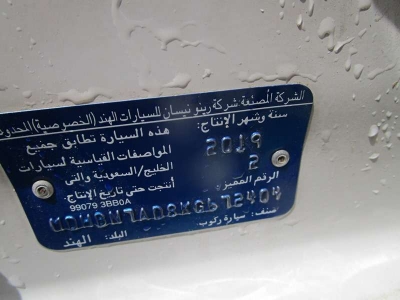 الشركة المصنعة: شركة رينو نيسان للسيارات الهند (الخصوصية) المحدودة
سنة وشهر الإنتاج:
2019
2
هذه السيارة تطابق جميع
المواصفات القياسية لسيارات
الخليج/السعودية والتى
أنتجت حتى تاريخ الإنتاج.
99079 3BB0A
الرقم المميز:
صنف: سيارة ركوب
البلد: الهند